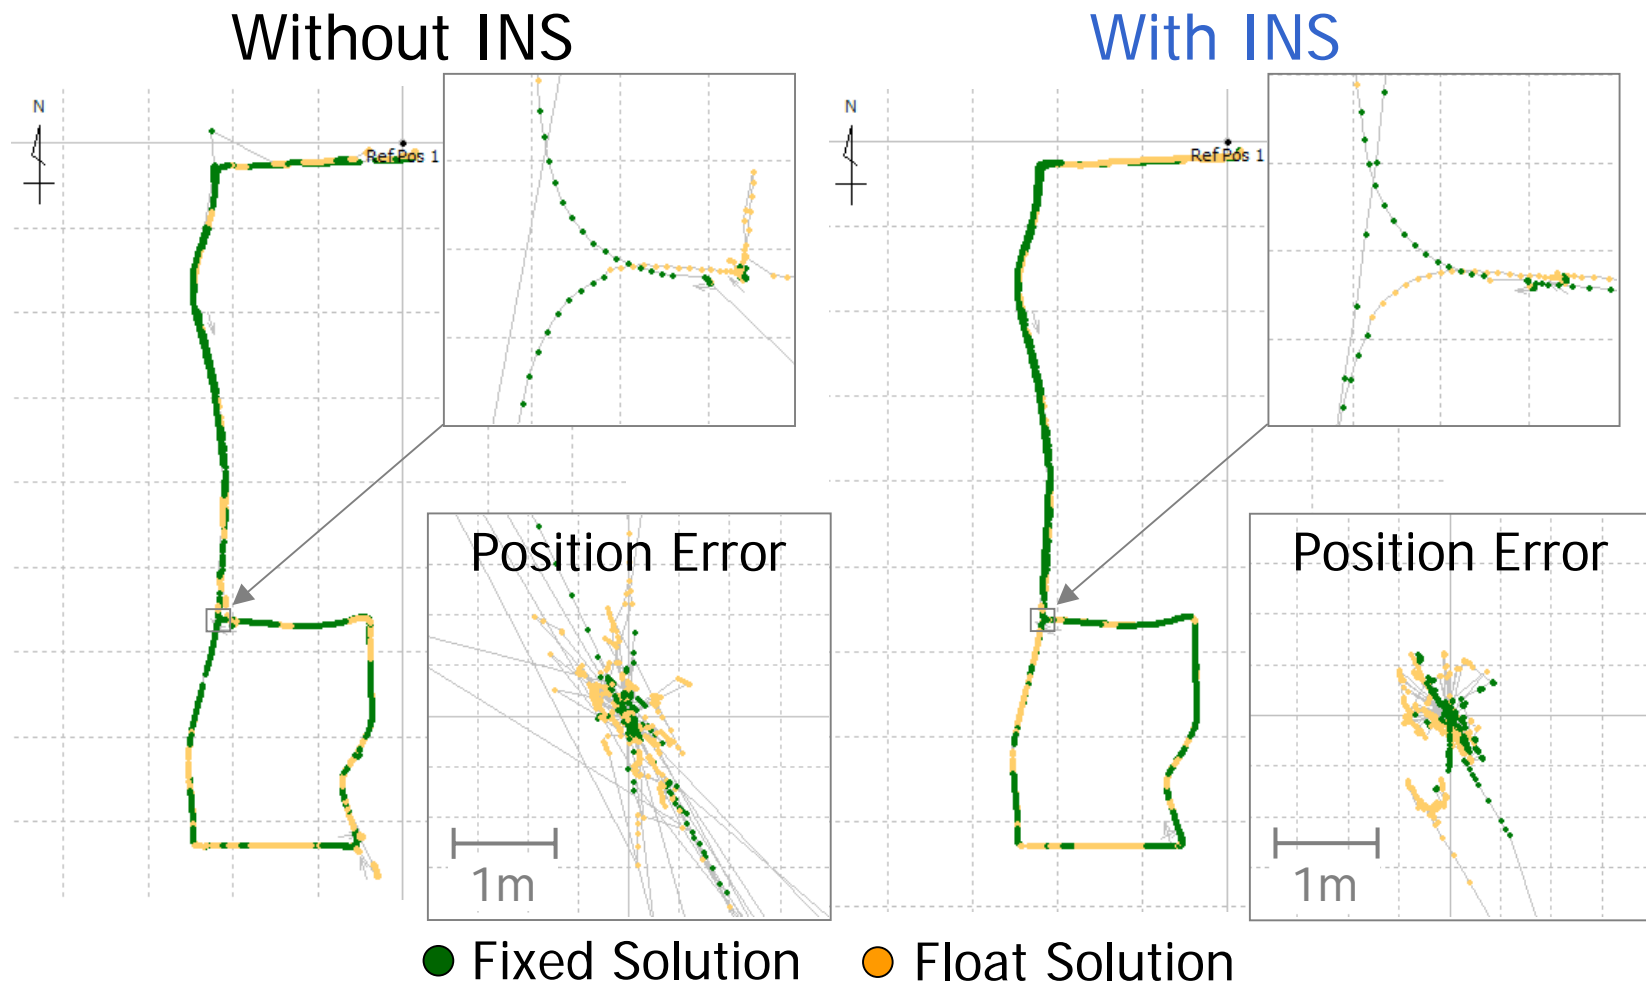 Without INS
With INS
N
Ref Pos 1
N
Ref Pos 1
Position Error
1m
Position Error
1m
Fixed Solution
Float Solution